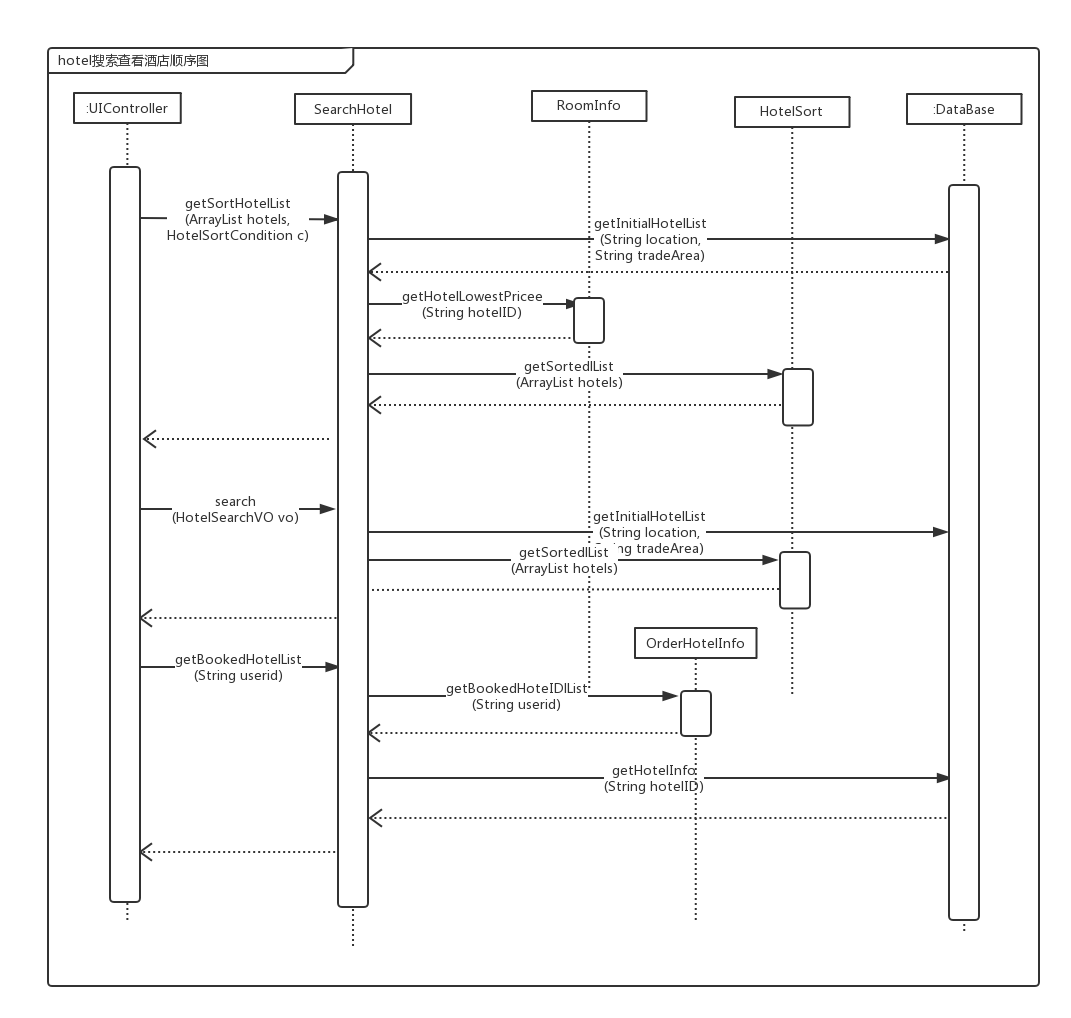 hotel搜索查看酒店顺序图
:UIController
SearchHotel
RoomInfo
HotelSort
:DataBase
getSortHotelList
(ArrayList hotels,
HotelSortCondition c)
getInitialHotelList
(String location,
String tradeArea)
getHotelLowestPricee
(String hotelID)
getSortedlList
(ArrayList hotels)
search
(HotelSearchVO vo)
getInitialHotelList
(String location,
tradeArea)
getSortedlList
(ArrayList hotels)
OrderHotelInfo
getBookedHotelList
(String userid)
getBookedHoteIDlList
(String userid)
getHotelInfo
(String hotelID)